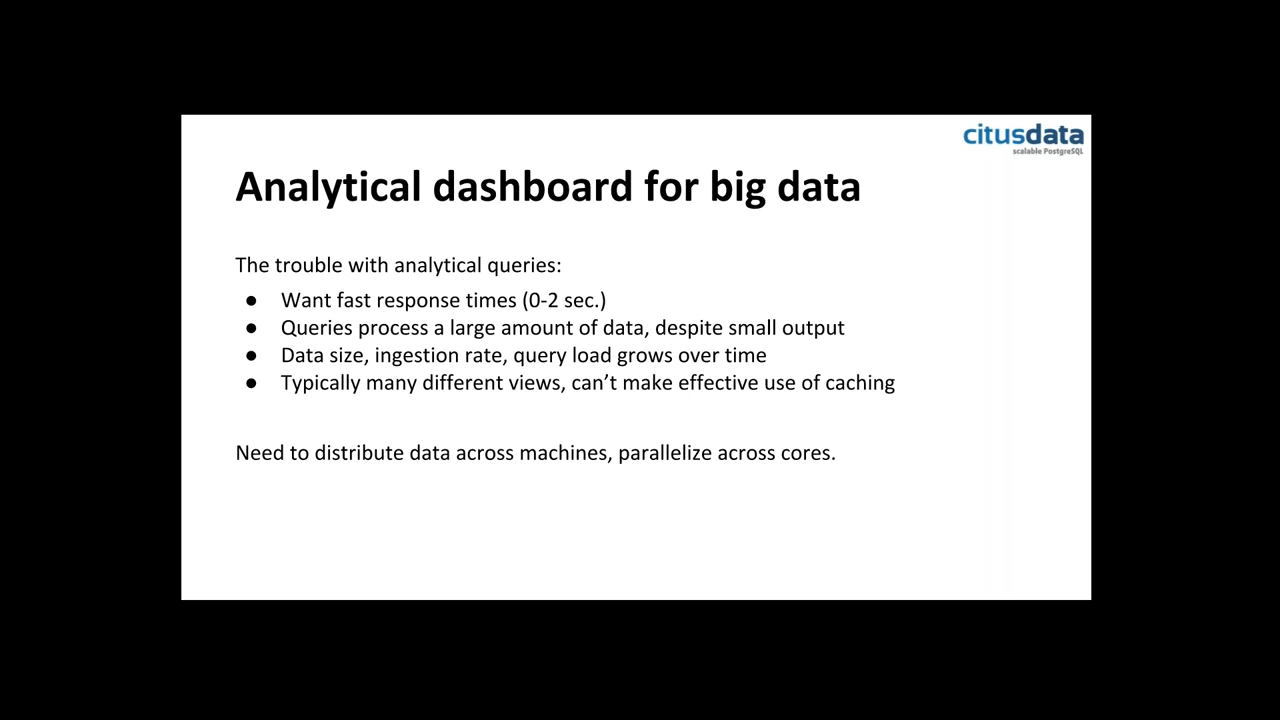 citusdata
scalable PostgreSQL
Analytical dashboard for big data
The trouble with analytical queries:
● Want fast response times (0-2 sec.)
● Queries process a large amount of data, despite small output
● Data size, ingestion rate, query load grows over time
● Typically many different views, can’t make effective use of caching
Need to distribute data across machines, parallelize across cores.